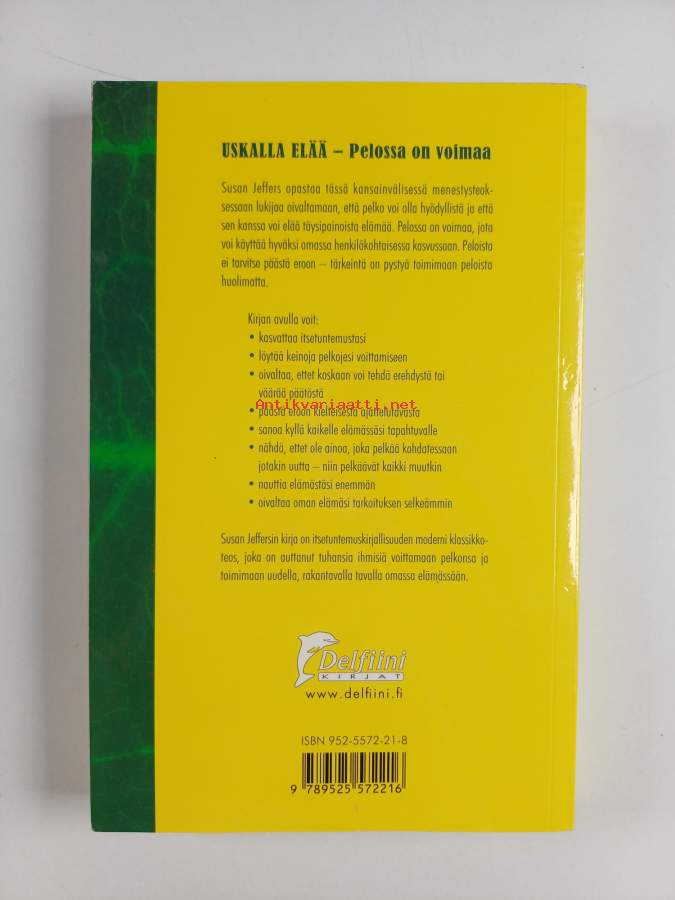 USKALLA ELÄÄ – Pelossa on voimaa
Susan Jeffers opastaa tässä kansainvälisessä menestysteok-
sessaan lukijaa oivaltamaan, että pelko voi olla hyödyllistä ja että
sen kanssa voi elää täysipainoista elämää. Pelossa on voimaa, jota
voi käyttää hyväksi omassa henkilökohtaisessa kasvussaan. Peloista
ei tarvitse päästä eroon – tärkeintä on pystyä toimimaan peloista
huolimatta.
Kirjan avulla voit:
• kasvattaa itsetuntemustasi
• löytää keinoja pelkojesi voittamiseen
• oivaltaa, ettet koskaan voi tehdä erehdystä tai
väärää päätöstä
Antikvariaatti.net
• päästä eroon kielteisestä ajattelutavasta
• sanoa kyllä kaikelle elämässäsi tapahtuvalle
• nähdä, ettet ole ainoa, joka pelkää kohdatessaan
jotakin uutta – niin pelkäävät kaikki muutkin
• nauttia elämästäsi enemmän
• oivaltaa oman elämäsi tarkoituksen selkeämmin
Susan Jeffersin kirja on itsetuntemuskirjallisuuden moderni klassikko-
teos, joka on auttanut tuhansia ihmisiä voittamaan pelkonsa ja
toimimaan uudella, rakantavalla tavalla omassa elämässään.
Delfiini
KIRJAT
www.delfiini.fi
ISBN 952-5572-21-8
9 789525 572216